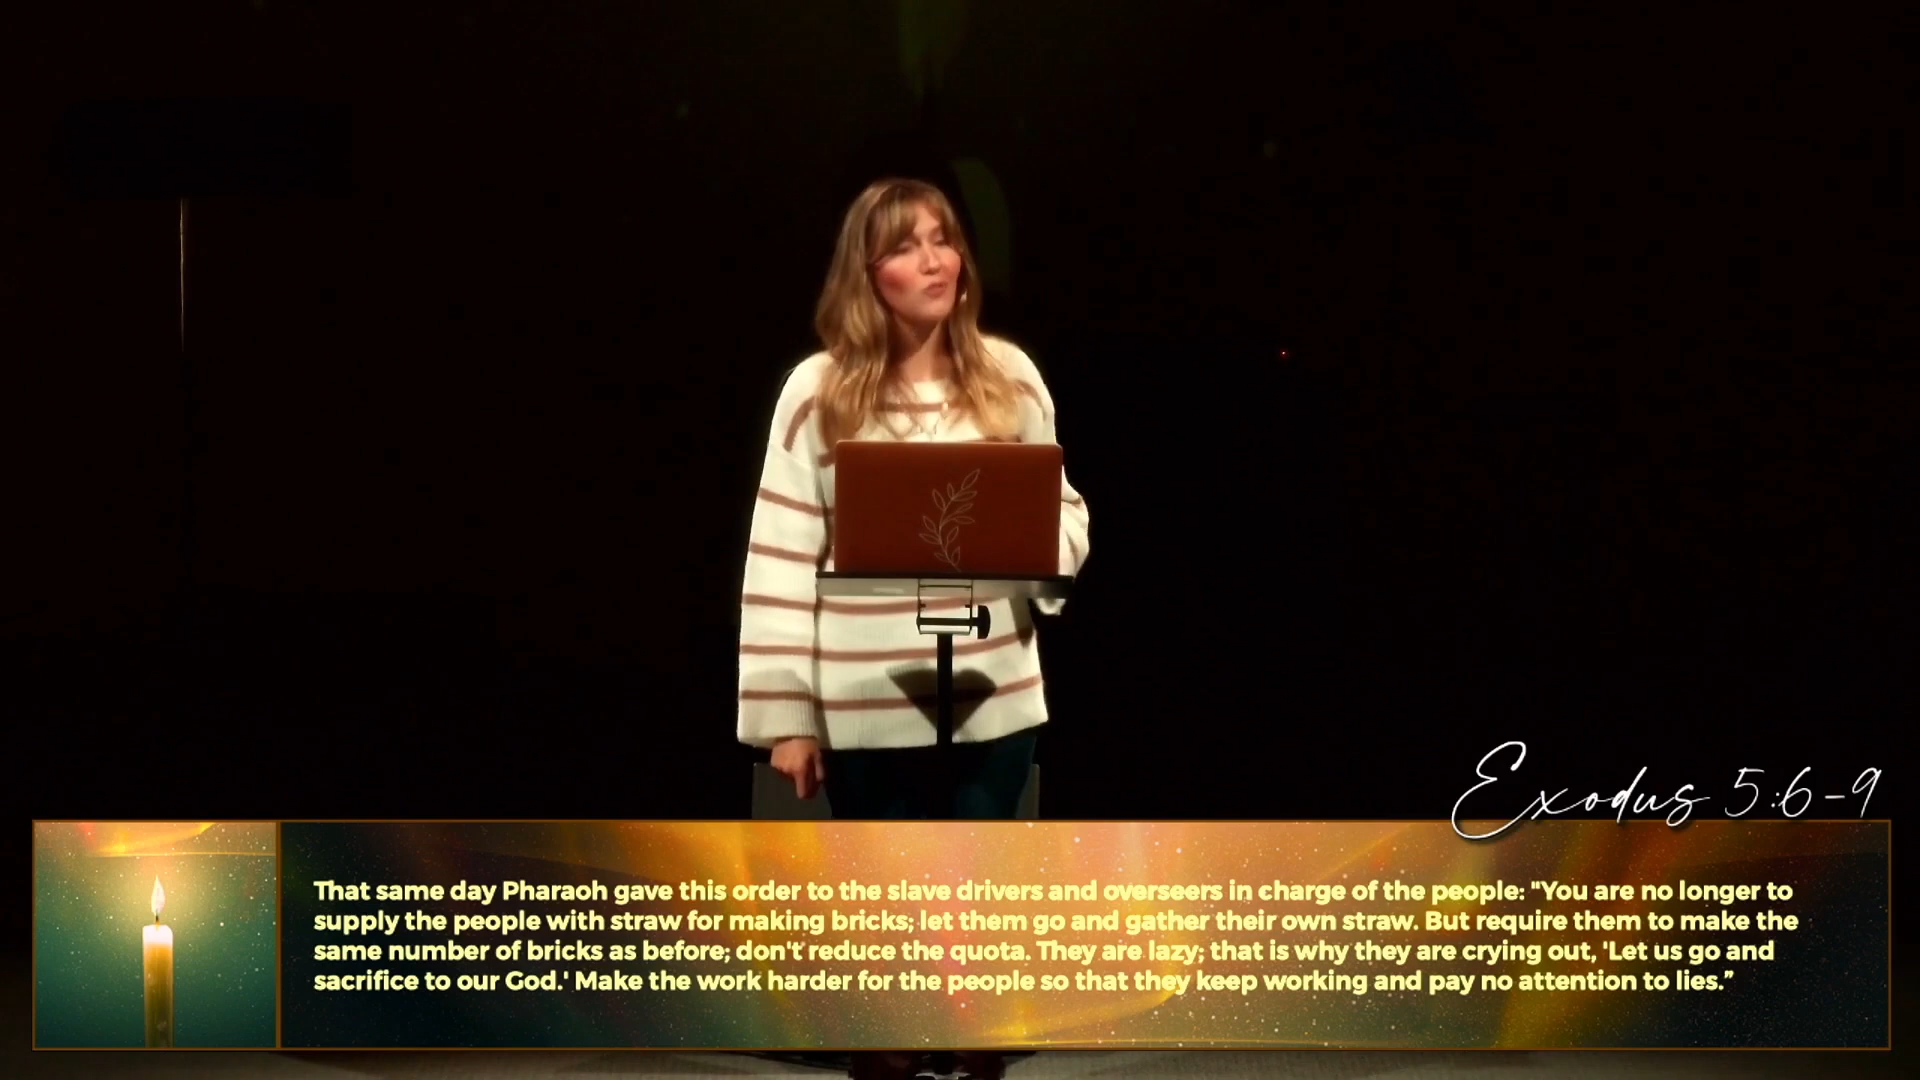 Exodus 5:6-9
That same day Pharaoh gave this order to the slave drivers and overseers in charge of the people: "You are no longer to
supply the people with straw for making bricks; let them go and gather their own straw. But require them to make the
same number of bricks as before; don't reduce the quota. They are lazy; that is why they are crying out, 'Let us go and
sacrifice to our God.' Make the work harder for the people so that they keep working and pay no attention to lies.”